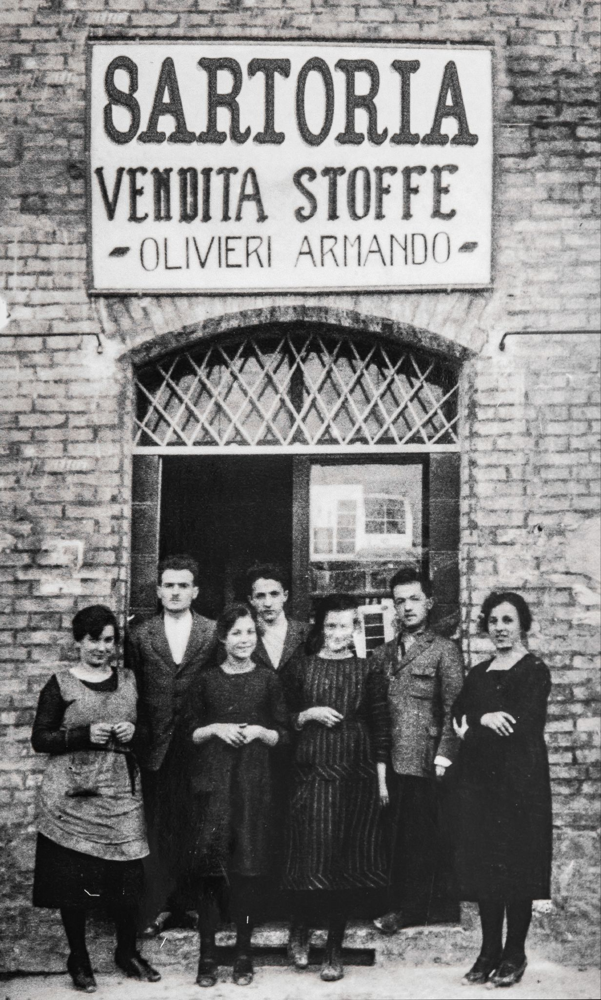 SARTORIA
VENDITA STOFFE
- OLIVIERI ARMANDO -